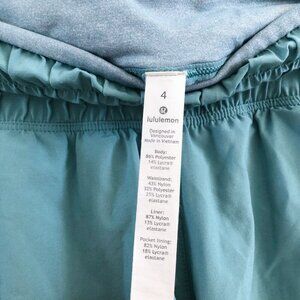 4
lululemon
Designed in
Vancouver
Made in Vietnam
Body:
86% Polyester
14% Lycra®
elastane
Waistband:
43% Nylon
32% Polyester
25% Lycra®
elastane
Liner:
87% Nylon
13% Lycra®
elastane
Pocket lining:
82% Nylon
18% Lycra®
elastane